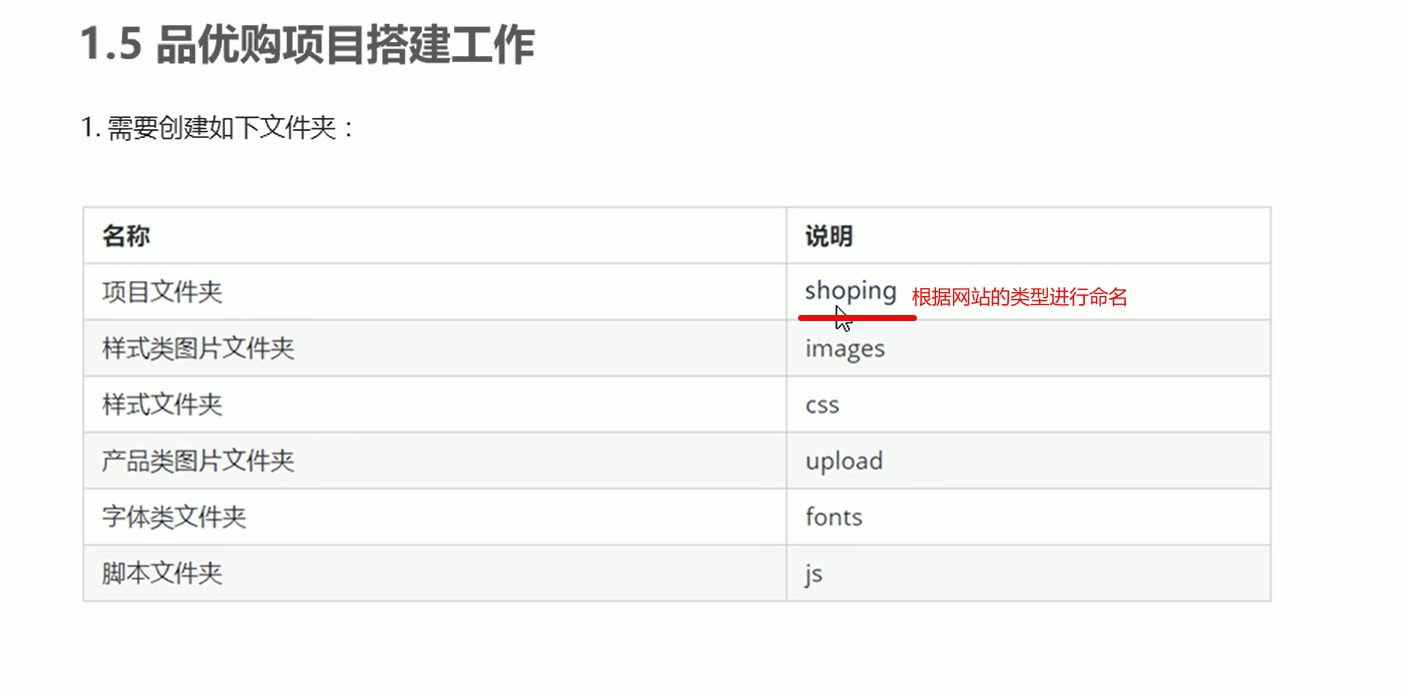 1.5 品优购项目搭建工作
1. 需要创建如下文件夹：
名称 说明
项目文件夹 shoping 根据网站的类型进行命名
样式类图片文件夹 images
样式文件夹 css
产品类图片文件夹 upload
字体类文件夹 fonts
脚本文件夹 js